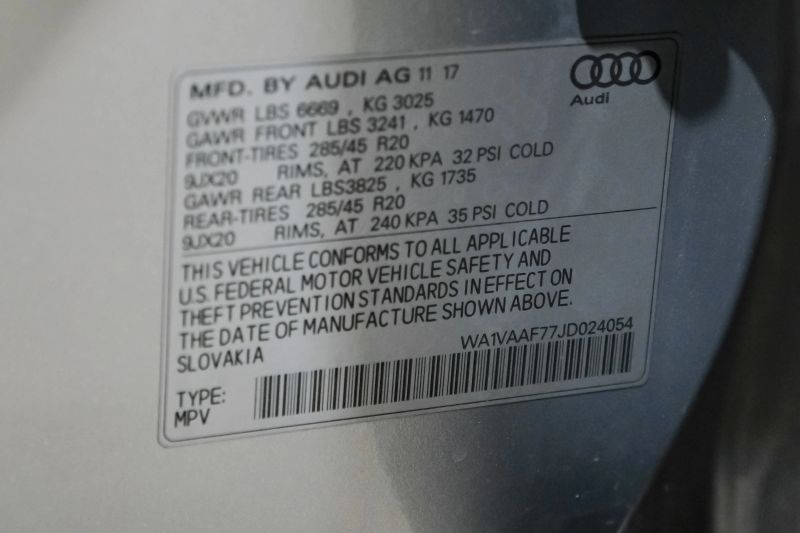 MFD. BY AUDI AG 11 17
Audi
GVWR LBS 6669 , KG 3025
GAWR FRONT LBS 3241 , KG 1470
FRONT-TIRES 285/45 R20
9JX20 RIMS, AT 220 KPA 32 PSI COLD
GAWR REAR LBS3825 , KG 1735
REAR-TIRES 285/45 R20
9JX20 RIMS, AT 240 KPA 35 PSI COLD
THIS VEHICLE CONFORMS TO ALL APPLICABLE
U.S. FEDERAL MOTOR VEHICLE SAFETY AND
THEFT PREVENTION STANDARDS IN EFFECT ON
THE DATE OF MANUFACTURE SHOWN ABOVE.
SLOVAKIA
WA1VAAF77JD024054
TYPE:
MPV